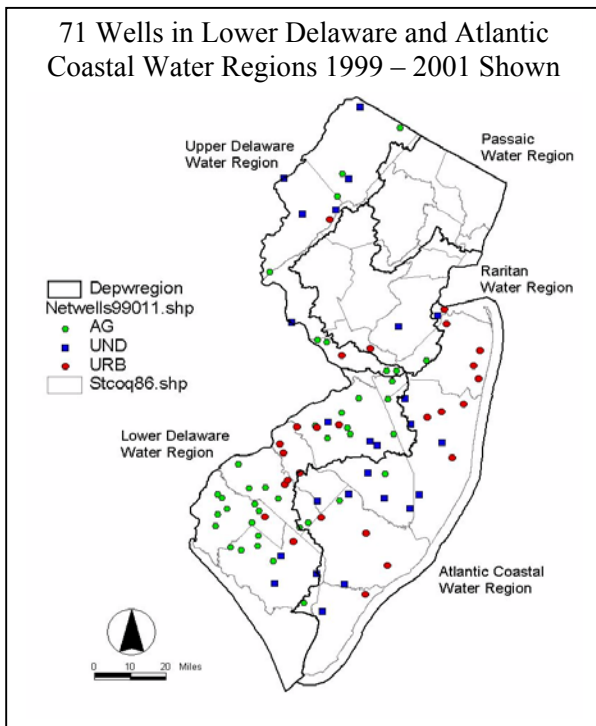 71 Wells in Lower Delaware and Atlantic
Coastal Water Regions 1999 – 2001 Shown
Upper Delaware
Water Region
Passaic
Water Region
Raritan
Water Region
Depwregion
Netwells99011.shp
AG
UND
URB
Stcoq86.shp
Lower Delaware
Water Region
Atlantic Coastal
Water Region
0 10 20 Miles